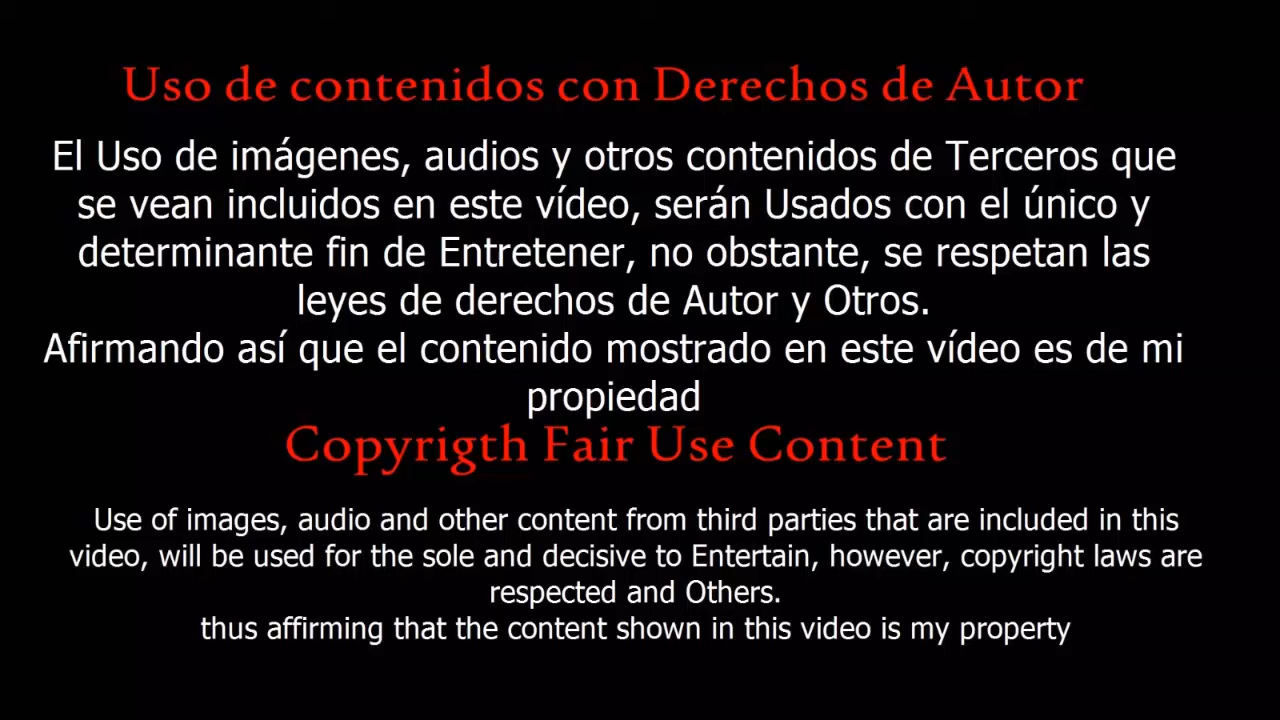 Uso de contenidos con Derechos de Autor
El Uso de imágenes, audios y otros contenidos de Terceros que
se vean incluidos en este vídeo, serán Usados con el único y
determinante fin de Entretener, no obstante, se respetan las
leyes de derechos de Autor y Otros.
Afirmando así que el contenido mostrado en este vídeo es de mi
propiedad
Copyrigth Fair Use Content
Use of images, audio and other content from third parties that are included in this
video, will be used for the sole and decisive to Entertain, however, copyright laws are
respected and Others.
thus affirming that the content shown in this video is my property